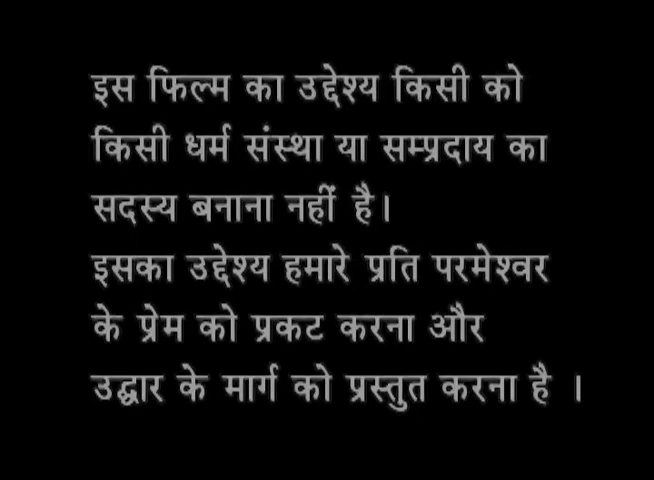 इस फिल्म का उद्देश्य किसी को
किसी धर्म संस्था या सम्प्रदाय का
सदस्य बनाना नहीं है।
इसका उद्देश्य हमारे प्रति परमेश्वर
के प्रेम को प्रकट करना और
उद्धार के मार्ग को प्रस्तुत करना है ।